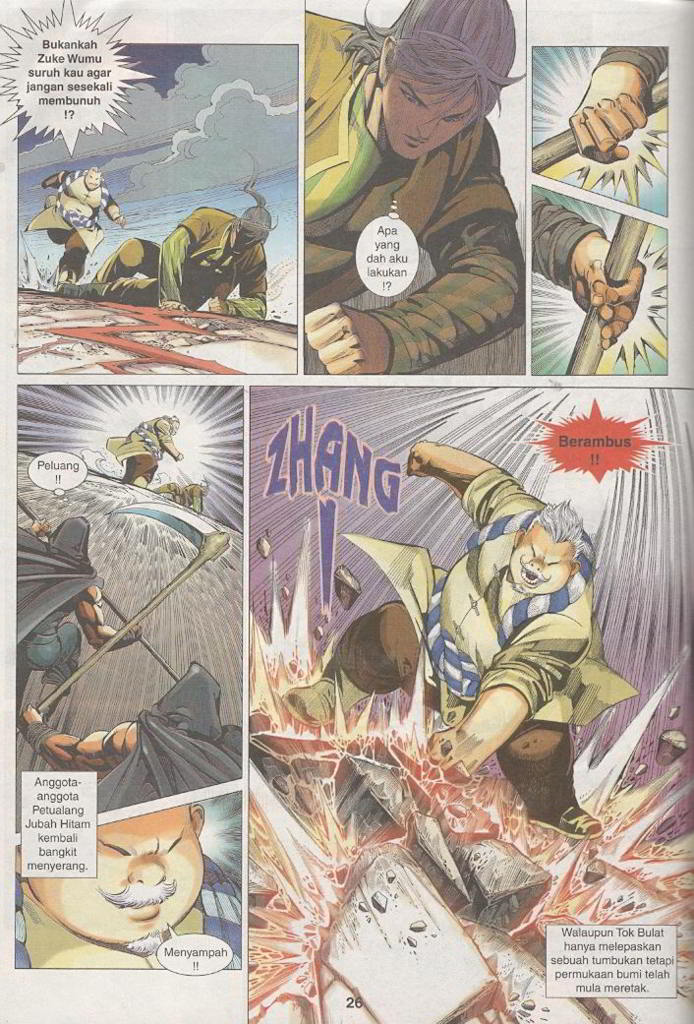 Bukankah
Zuke Wumu
suruh kau agar
jangan sesekali
membunuh
!?
Apa
yang
dah aku
lakukan
!?
Peluang
!!
Anggota-
anggota
Petualang
Jubah Hitam
kembali
bangkit
menyerang.
Menyampah
!!
ZHANG
!
Berambus
!!
Walaupun Tok Bulat
hanya melepaskan
sebuah tumbukan tetapi
permukaan bumi telah
mula meretak.
26